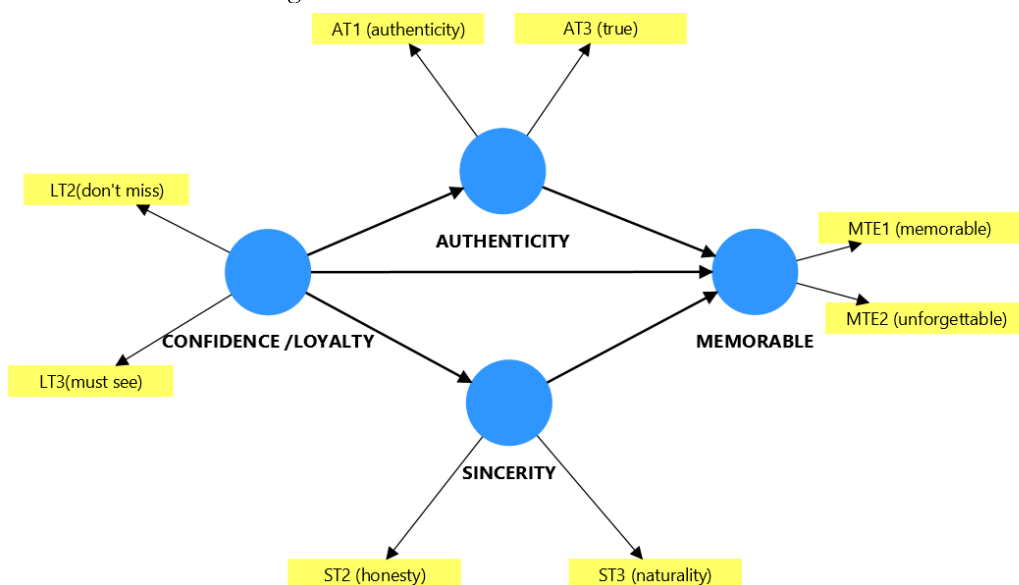 AT1 (authenticity)
AT3 (true)
LT2(don't miss)
AUTHENTICITY
MTE1 (memorable)
MTE2 (unforgettable)
CONFIDENCE /LOYALTY
MEMORABLE
LT3(must see)
SINCERITY
ST2 (honesty)
ST3 (naturality)